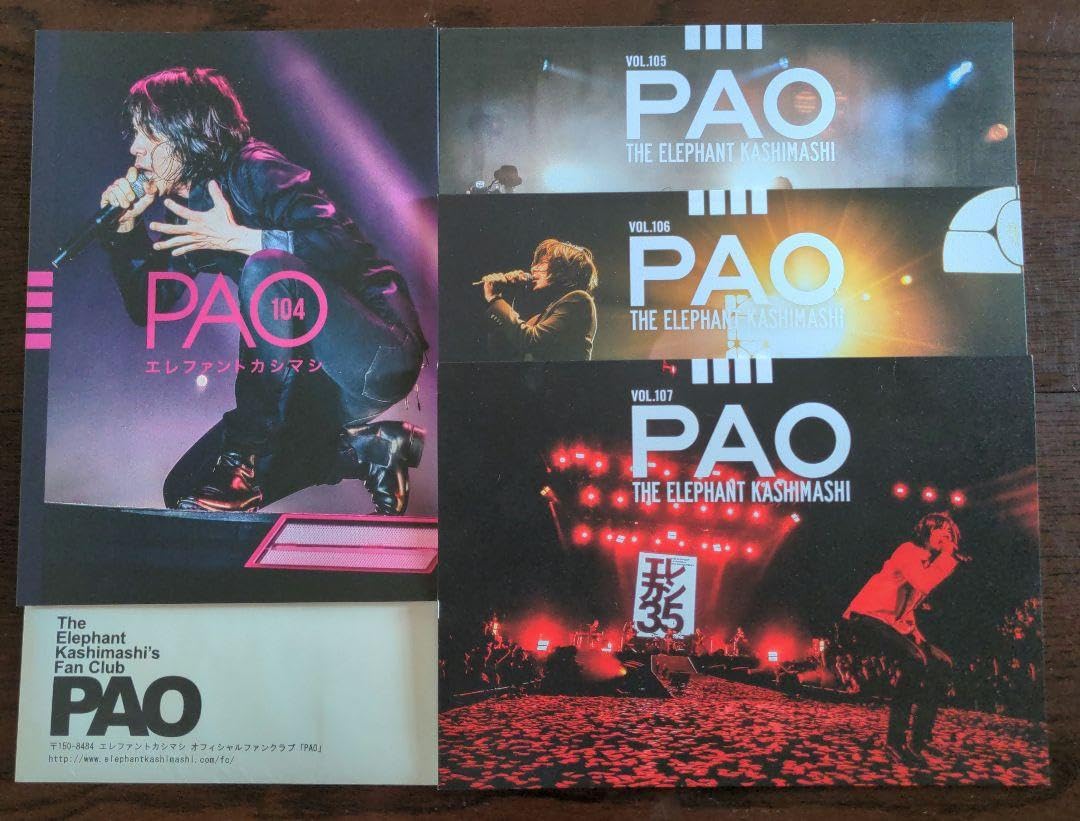 PAO
104
エレファントカシマシ
The
Elephant
Kashimashi's
Fan Club
PAO
〒150-8484 エレファントカシマシ オフィシャルファンクラブ「PAO」
http://www.elephantkashimashi.com/fc/
VOL.105
PAO
THE ELEPHANT KASHIMASHI
VOL.106
PAO
THE ELEPHANT KASHIMASHI
VOL.107
PAO
THE ELEPHANT KASHIMASHI
エレ
カシ
35